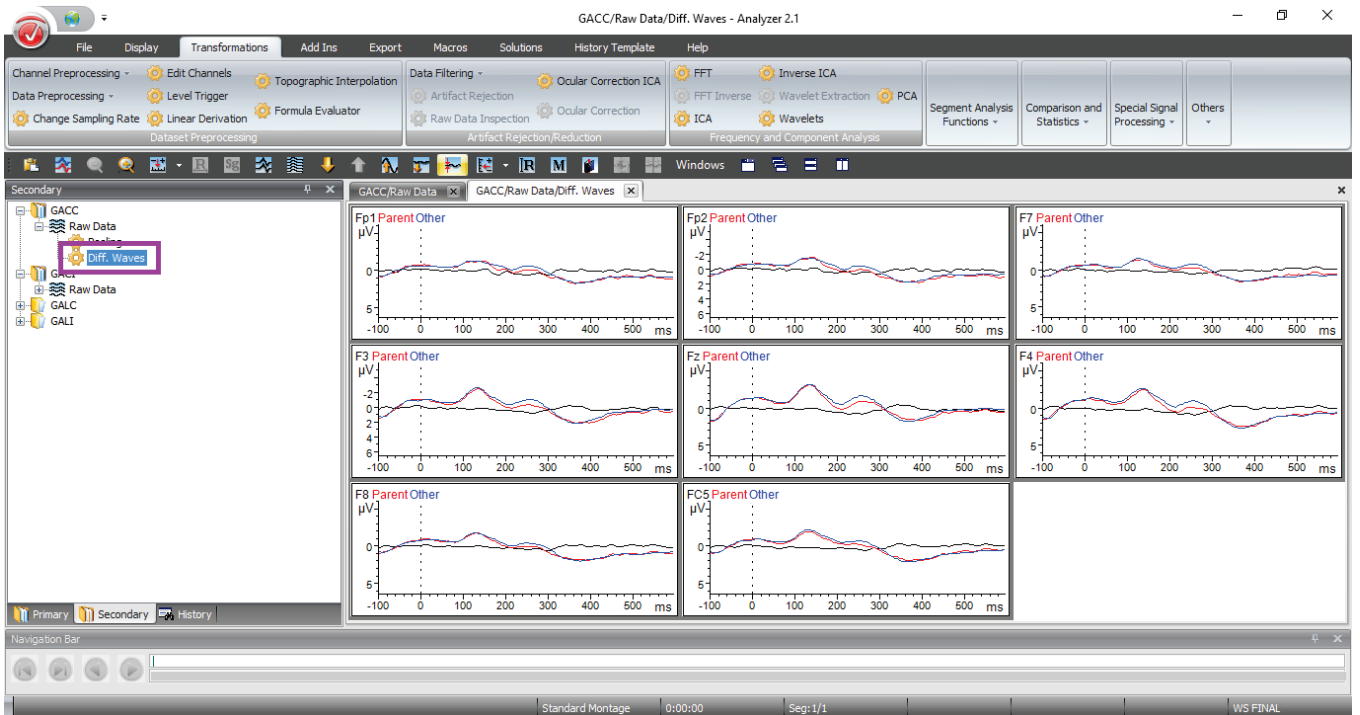 GACC/Raw Data/Diff. Waves - Analyzer 2.1
File Display Transformations Add Ins Export Macros Solutions History Template Help
Channel Preprocessing
Edit Channels
Topographic Interpolation
Data Preprocessing
Level Trigger
Formula Evaluator
Change Sampling Rate
Linear Derivation
Dataset Preprocessing
Data Filtering
Ocular Correction ICA
Artifact Rejection
Ocular Correction
Raw Data Inspection
Artifact Rejection/Reduction
FFT
Inverse ICA
FFT Inverse
Wavelet Extraction
PCA
ICA
Wavelets
Frequency and Component Analysis
Segment Analysis
Functions
Comparison and
Statistics
Special Signal
Processing
Others
R Sg IR M Windows
Secondary
GACC
Raw Data
Diff. Waves
Raw Data
GALC
GALI
Primary Secondary History
GACC/Raw Data
GACC/Raw Data/Diff. Waves
Fp1 Parent Other
µV
0
5
-100 0 100 200 300 400 500 ms
Fp2 Parent Other
µV
-2
0
2
4
6
-100 0 100 200 300 400 500 ms
F7 Parent Other
µV
0
5
-100 0 100 200 300 400 500 ms
F3 Parent Other
µV
-2
0
2
4
6
-100 0 100 200 300 400 500 ms
Fz Parent Other
µV
0
5
-100 0 100 200 300 400 500 ms
F4 Parent Other
µV
0
5
-100 0 100 200 300 400 500 ms
F8 Parent Other
µV
0
5
-100 0 100 200 300 400 500 ms
FC5 Parent Other
µV
0
5
-100 0 100 200 300 400 500 ms
Navigation Bar
Standard Montage 0:00:00 Seg: 1/1 WS FINAL